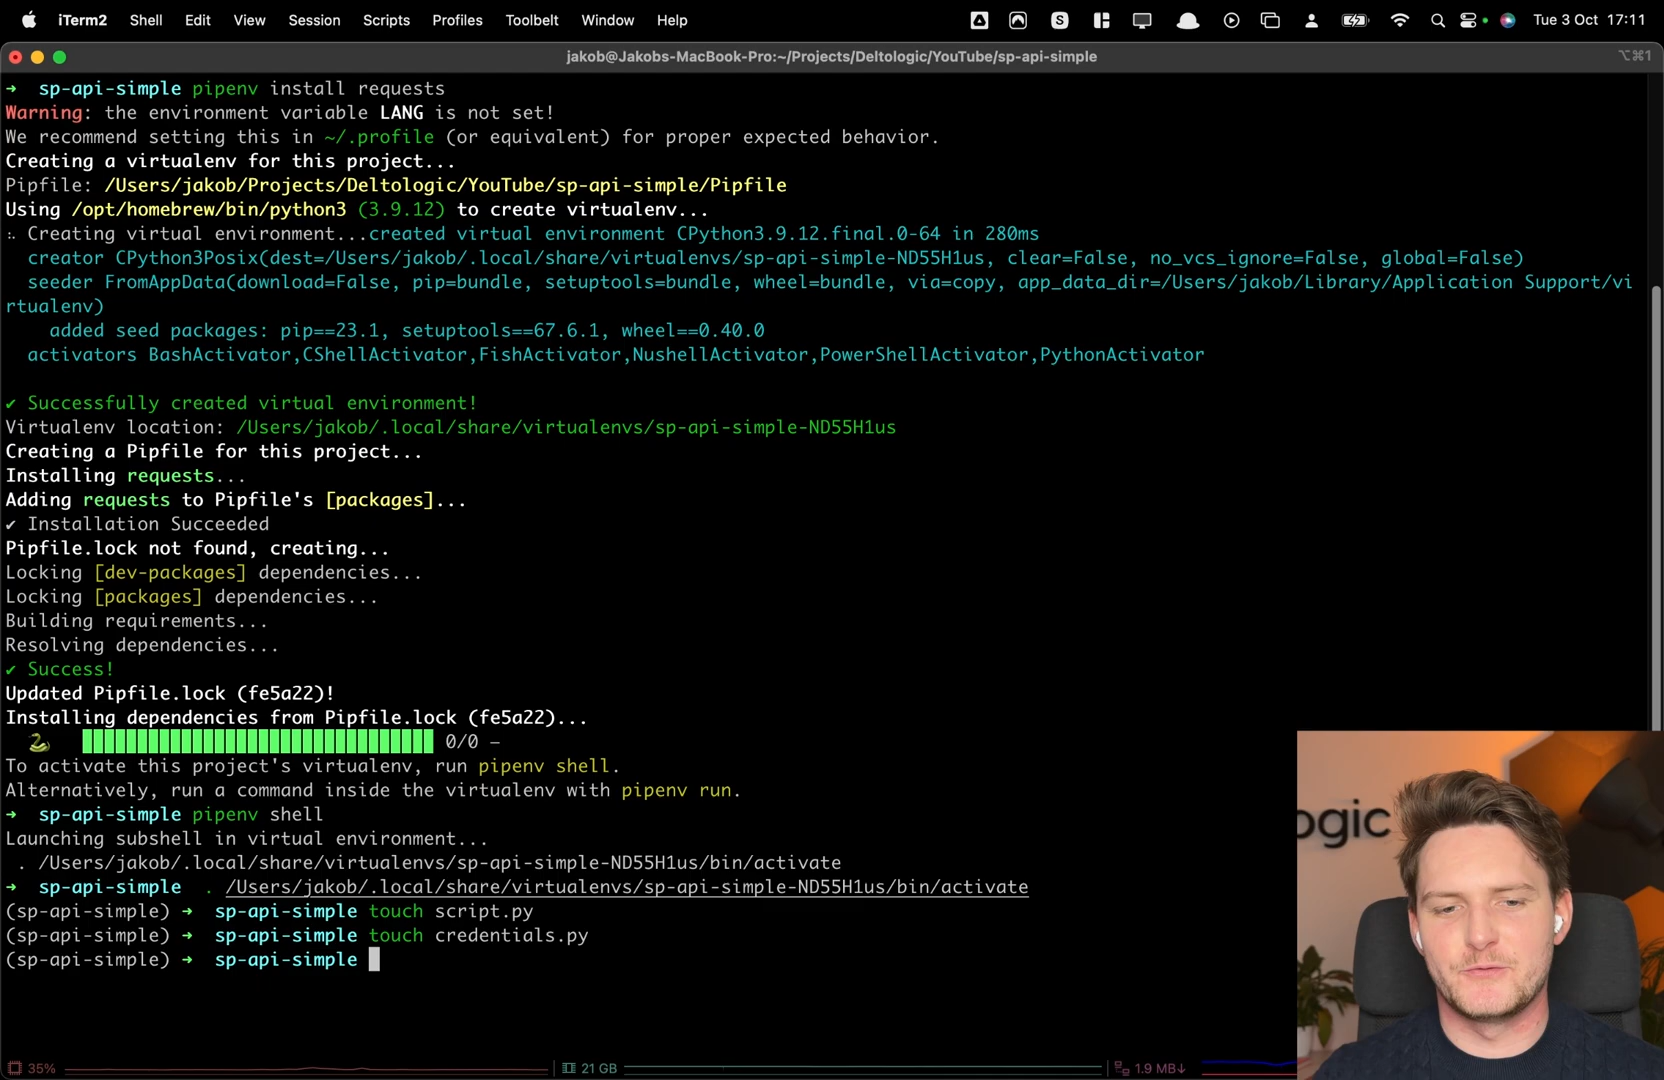 iTerm2 Shell Edit View Session Scripts Profiles Toolbelt Window Help Tue 3 Oct 17:11
jakob@Jakobs-MacBook-Pro:~/Projects/Deltologic/YouTube/sp-api-simple ⌥⌘1
➜ sp-api-simple pipenv install requests
Warning: the environment variable LANG is not set!
We recommend setting this in ~/.profile (or equivalent) for proper expected behavior.
Creating a virtualenv for this project...
Pipfile: /Users/jakob/Projects/Deltologic/YouTube/sp-api-simple/Pipfile
Using /opt/homebrew/bin/python3 (3.9.12) to create virtualenv...
Creating virtual environment...created virtual environment CPython3.9.12.final.0-64 in 280ms
creator CPython3Posix(dest=/Users/jakob/.local/share/virtualenvs/sp-api-simple-ND55H1us, clear=False, no_vcs_ignore=False, global=False)
seeder FromAppData(download=False, pip=bundle, setuptools=bundle, wheel=bundle, via=copy, app_data_dir=/Users/jakob/Library/Application Support/vi
rtualenv)
added seed packages: pip==23.1, setuptools==67.6.1, wheel==0.40.0
activators BashActivator,CShellActivator,FishActivator,NushellActivator,PowerShellActivator,PythonActivator
✔ Successfully created virtual environment!
Virtualenv location: /Users/jakob/.local/share/virtualenvs/sp-api-simple-ND55H1us
Creating a Pipfile for this project...
Installing requests...
Adding requests to Pipfile's [packages]...
✔ Installation Succeeded
Pipfile.lock not found, creating...
Locking [dev-packages] dependencies...
Locking [packages] dependencies...
Building requirements...
Resolving dependencies...
✔ Success!
Updated Pipfile.lock (fe5a22)!
Installing dependencies from Pipfile.lock (fe5a22)...
🐍 0/0 —
To activate this project's virtualenv, run pipenv shell.
Alternatively, run a command inside the virtualenv with pipenv run.
➜ sp-api-simple pipenv shell
Launching subshell in virtual environment...
. /Users/jakob/.local/share/virtualenvs/sp-api-simple-ND55H1us/bin/activate
➜ sp-api-simple . /Users/jakob/.local/share/virtualenvs/sp-api-simple-ND55H1us/bin/activate
(sp-api-simple) ➜ sp-api-simple touch script.py
(sp-api-simple) ➜ sp-api-simple touch credentials.py
(sp-api-simple) ➜ sp-api-simple
ogic
35% 21 GB 1.9 MB↓